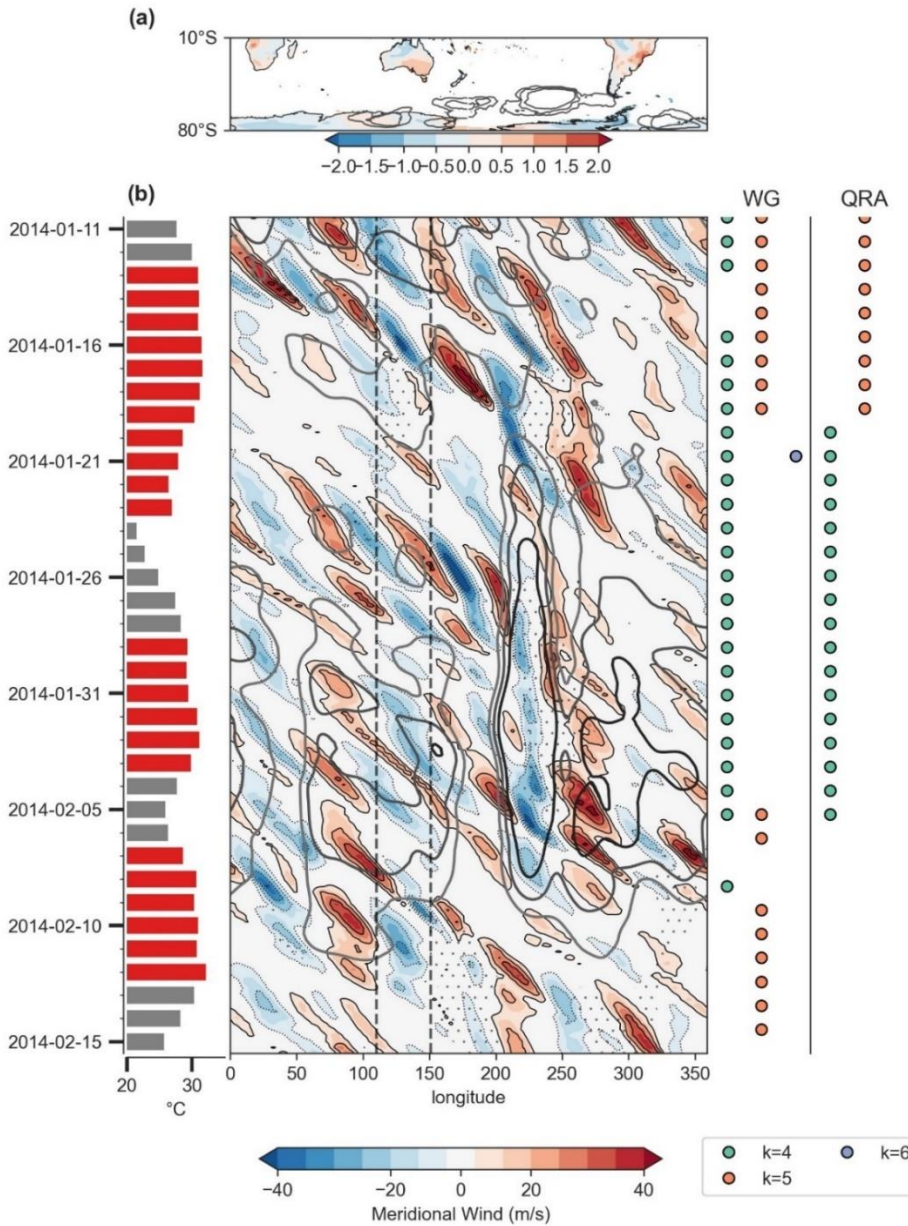 (a)
10°S
80°S
−2.0−1.5−1.0−0.5 0.0 0.5 1.0 1.5 2.0
(b)
WG QRA
2014-01-11
2014-01-16
2014-01-21
2014-01-26
2014-01-31
2014-02-05
2014-02-10
2014-02-15
20 30
°C
0 50 100 150 200 250 300 350
longitude
−40 −20 0 20 40
Meridional Wind (m/s)
k=4 k=6
k=5